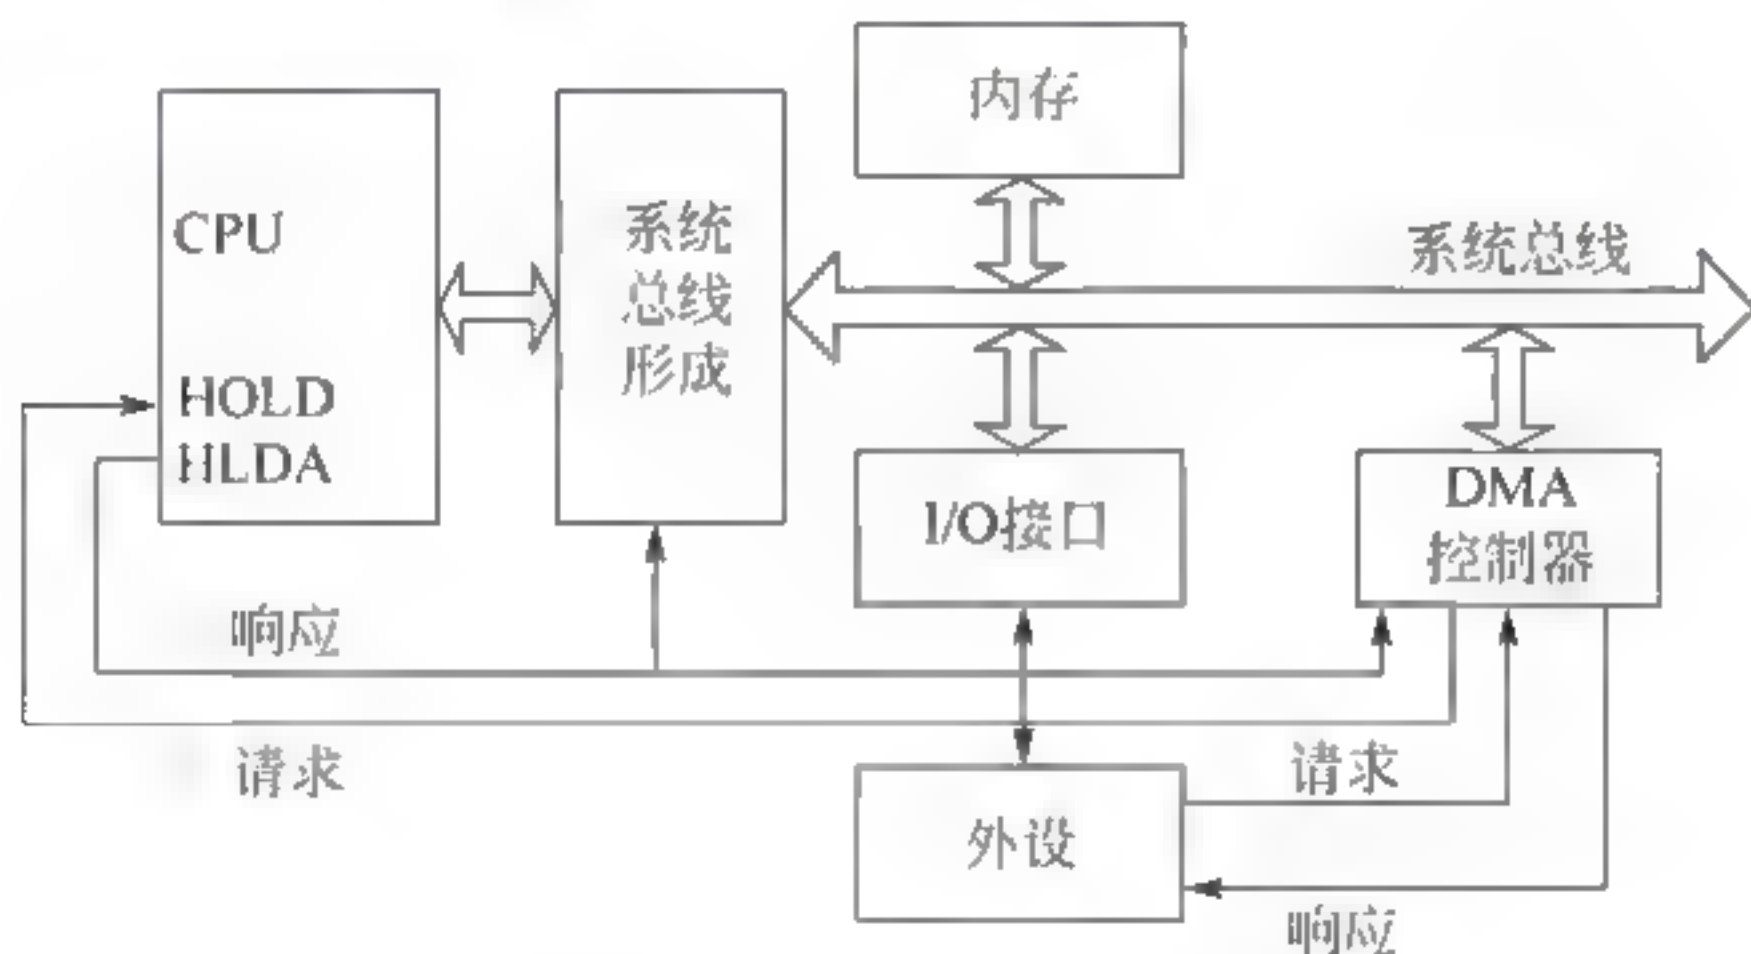 内存
CPU
系统
总线
形成
系统总线
HOLD
HLDA
I/O接口
DMA
控制器
响应
请求
请求
外设
响应